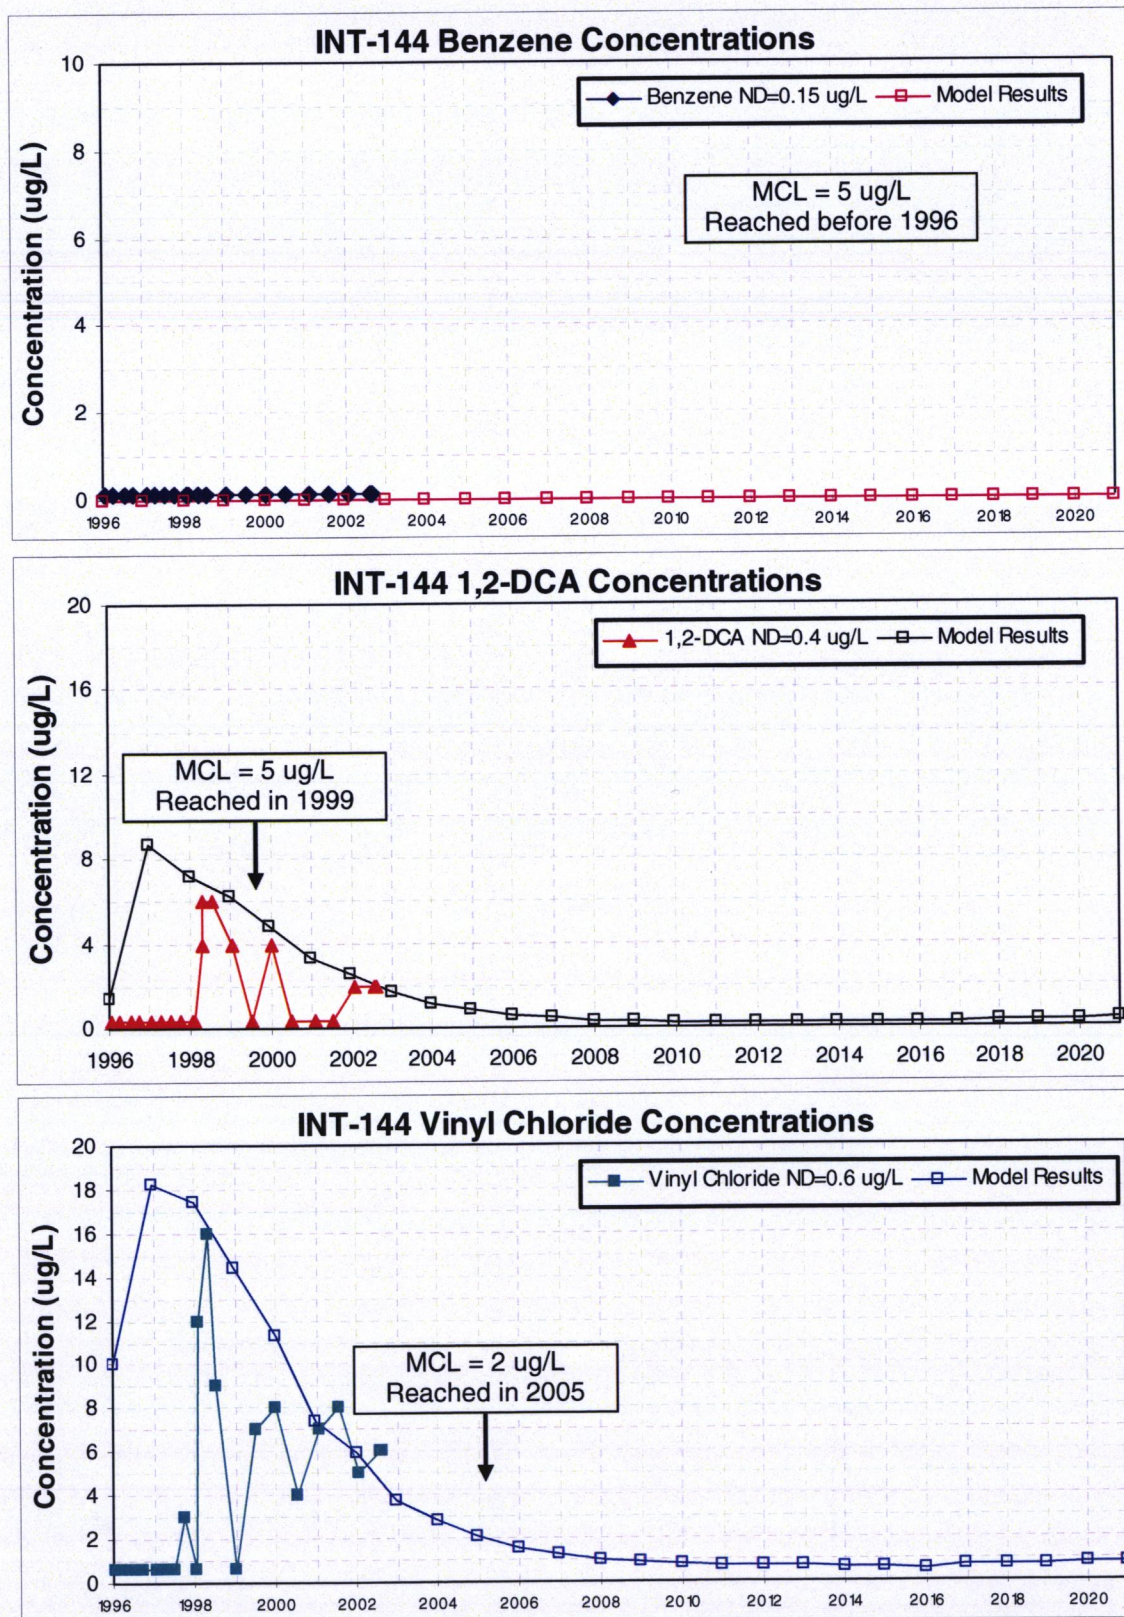 INT-144 Benzene Concentrations
10
8
6
4
2
0
Concentration (ug/L)
Benzene ND=0.15 ug/L Model Results
MCL = 5 ug/L
Reached before 1996
1996 1998 2000 2002 2004 2006 2008 2010 2012 2014 2016 2018 2020
INT-144 1,2-DCA Concentrations
20
16
12
8
4
0
Concentration (ug/L)
1,2-DCA ND=0.4 ug/L Model Results
MCL = 5 ug/L
Reached in 1999
1996 1998 2000 2002 2004 2006 2008 2010 2012 2014 2016 2018 2020
INT-144 Vinyl Chloride Concentrations
20
18
16
14
12
10
8
6
4
2
0
Concentration (ug/L)
Vinyl Chloride ND=0.6 ug/L Model Results
MCL = 2 ug/L
Reached in 2005
1996 1998 2000 2002 2004 2006 2008 2010 2012 2014 2016 2018 2020